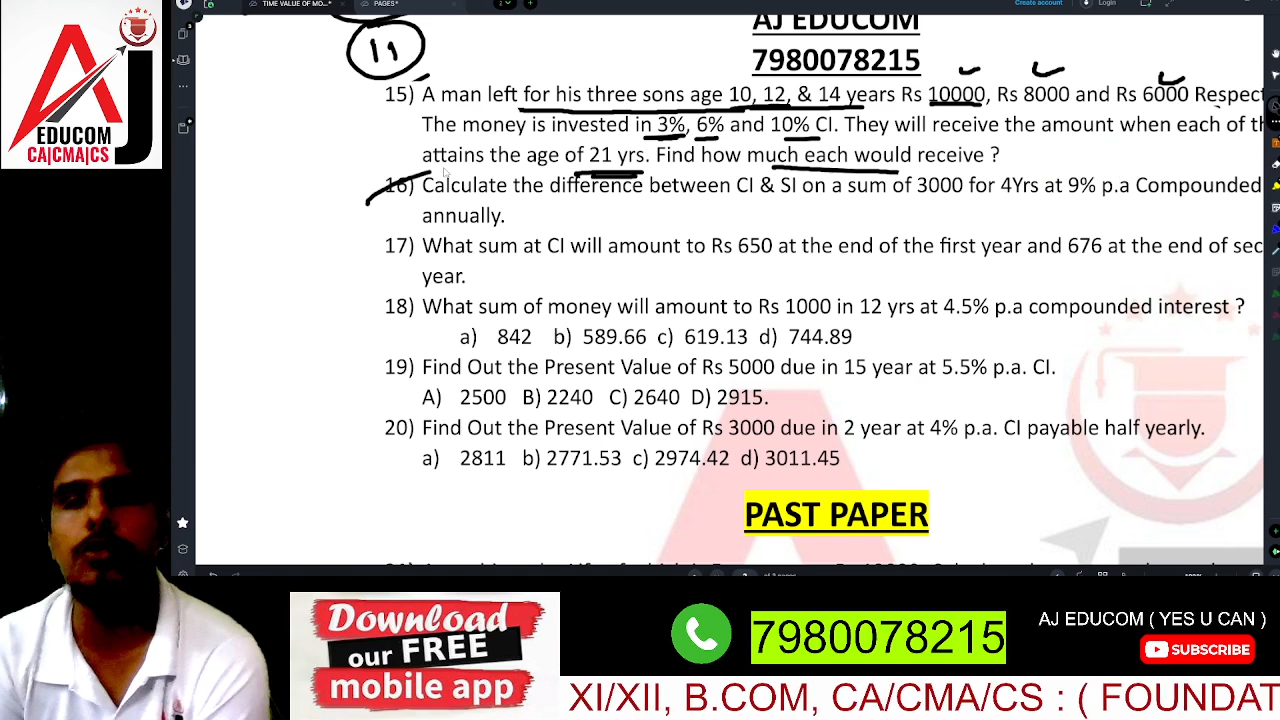 TIME VALUE OF MO...
PAGES*
Create account
Login
AJ EDUCOM
7980078215
11
15) A man left for his three sons age 10, 12, & 14 years Rs 10000, Rs 8000 and Rs 6000 Respect
The money is invested in 3%, 6% and 10% CI. They will receive the amount when each of th
attains the age of 21 yrs. Find how much each would receive ?
16) Calculate the difference between CI & SI on a sum of 3000 for 4Yrs at 9% p.a Compounded
annually.
17) What sum at CI will amount to Rs 650 at the end of the first year and 676 at the end of sec
year.
18) What sum of money will amount to Rs 1000 in 12 yrs at 4.5% p.a compounded interest ?
a) 842 b) 589.66 c) 619.13 d) 744.89
19) Find Out the Present Value of Rs 5000 due in 15 year at 5.5% p.a. CI.
A) 2500 B) 2240 C) 2640 D) 2915.
20) Find Out the Present Value of Rs 3000 due in 2 year at 4% p.a. CI payable half yearly.
a) 2811 b) 2771.53 c) 2974.42 d) 3011.45
PAST PAPER
AJ
EDUCOM
CA|CMA|CS
Download
our FREE
mobile app
7980078215
AJ EDUCOM ( YES U CAN )
SUBSCRIBE
XI/XII, B.COM, CA/CMA/CS : ( FOUNDAT